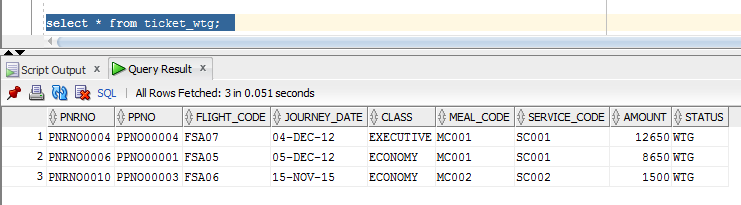 select * from ticket_wtg;
Script Output x Query Result x
SQL | All Rows Fetched: 3 in 0.051 seconds
PNRNO PPNO FLIGHT_CODE JOURNEY_DATE CLASS MEAL_CODE SERVICE_CODE AMOUNT STATUS
1 PNRNO0004 PPNO00004 FSA07 04-DEC-12 EXECUTIVE MC001 SC001 12650 WTG
2 PNRNO0006 PPNO00001 FSA05 05-DEC-12 ECONOMY MC001 SC001 8650 WTG
3 PNRNO0010 PPNO00003 FSA06 15-NOV-15 ECONOMY MC002 SC002 1500 WTG